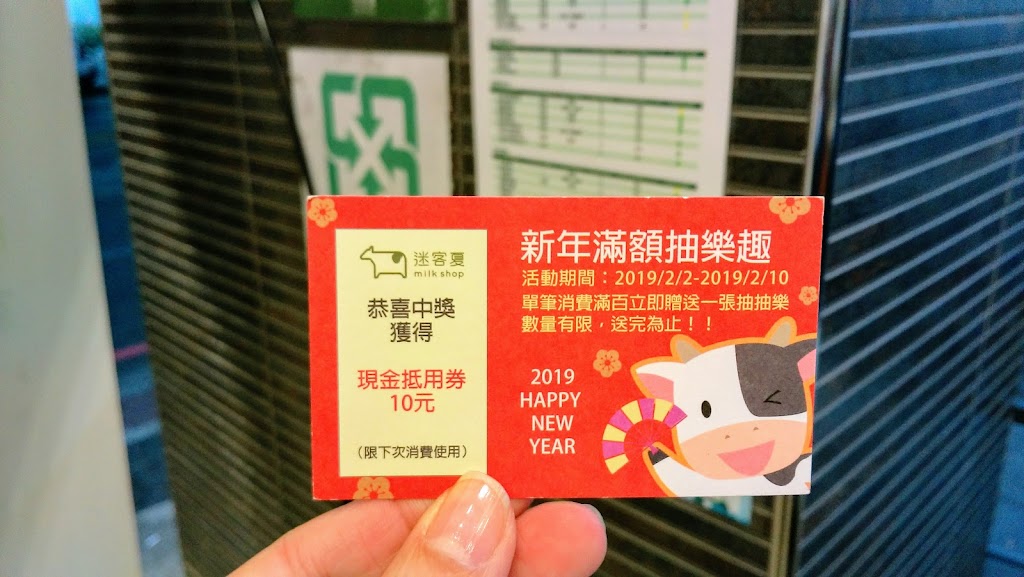 迷客夏
milk shop
恭喜中獎
獲得
現金抵用券
10元
（限下次消費使用）
新年滿額抽樂趣
活動期間：2019/2/2-2019/2/10
單筆消費滿百立即贈送一張抽抽樂
數量有限，送完為止！！
2019
HAPPY
NEW
YEAR